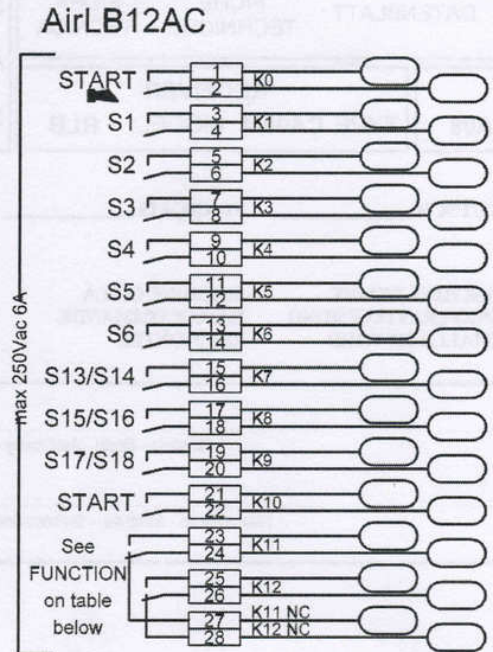 AirLB12AC
START 1 K0
2
S1 3 K1
4
S2 5 K2
6
S3 7 K3
8
S4 9 K4
10
S5 11 K5
12
S6 13 K6
14
S13/S14 15 K7
16
S15/S16 17 K8
18
S17/S18 19 K9
20
START 21 K10
22
See 23 K11
24
FUNCTION 25 K12
on table 26
below 27 K11 NC
28 K12 NC
max 250Vac 6A